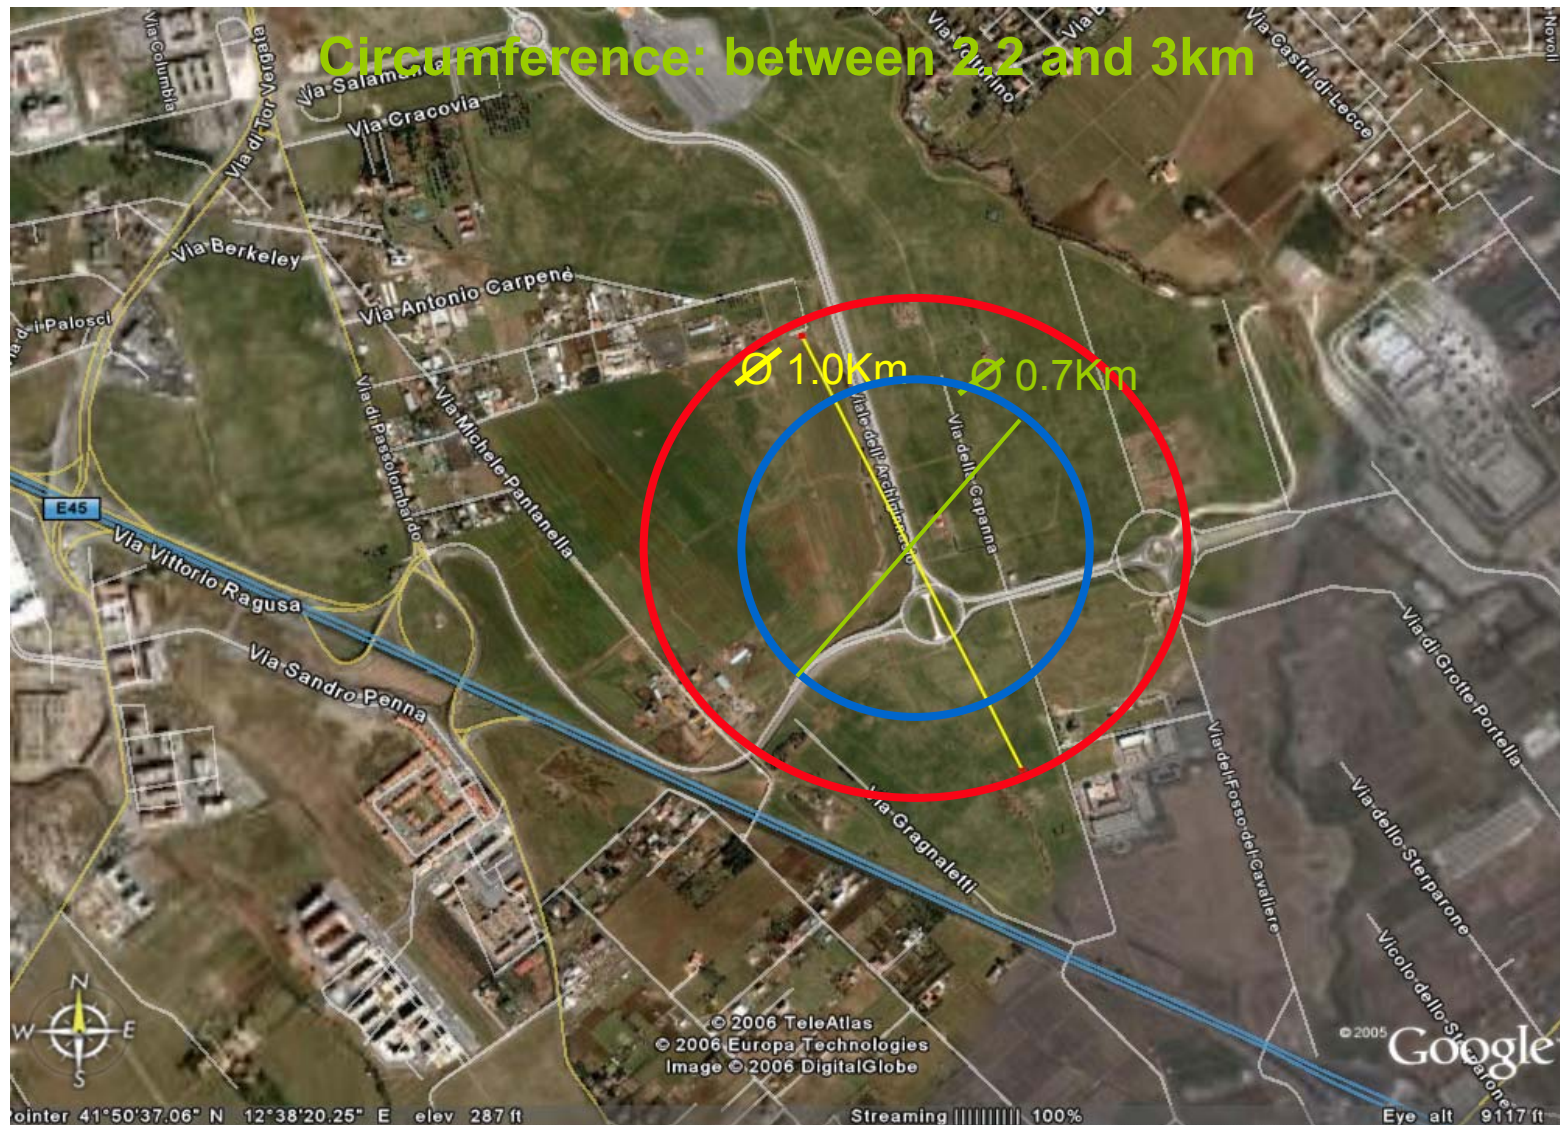 Circumference: between 2.2 and 3km
Via Columbia
Via di Tor Vergata
Via Salamanca
Via Cracovia
Via Castri di Lecce
Novoli
Via Berkeley
Via Antonio Carpenè
i Palosci
Ø 1.0Km
Ø 0.7Km
Via di Passolombardo
Via Michele Pantanella
Viale dell' Archiginnasio
Via della Capanna
E45
Via Vittorio Ragusa
Via Sandro Penna
Via di Grotte Portella
Via del Fosso del Cavaliere
Via Gragnaletti
Via dello Sterparone
Vicolo dello Sterparone
N
W E
S
© 2006 TeleAtlas
© 2006 Europa Technologies
Image © 2006 DigitalGlobe
©2005 Google
ointer 41°50'37.06" N 12°38'20.25" E elev 287 ft Streaming |||||||||| 100% Eye alt 9117 ft